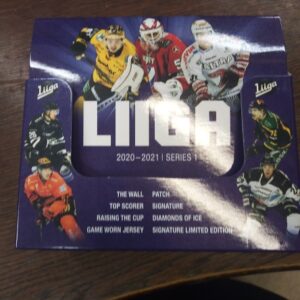 Liiga
Liiga
LIIGA
2020-2021 | SERIES 1
THE WALL PATCH
TOP SCORER SIGNATURE
RAISING THE CUP DIAMONDS OF ICE
GAME WORN JERSEY SIGNATURE LIMITED EDITION